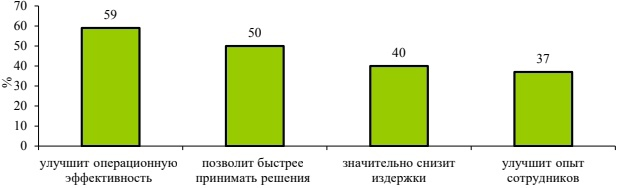 70
60
50
40
30
20
10
0
%
59
50
40
37
улучшит операционную
эффективность
позволит быстрее
принимать решения
значительно снизит
издержки
улучшит опыт
сотрудников